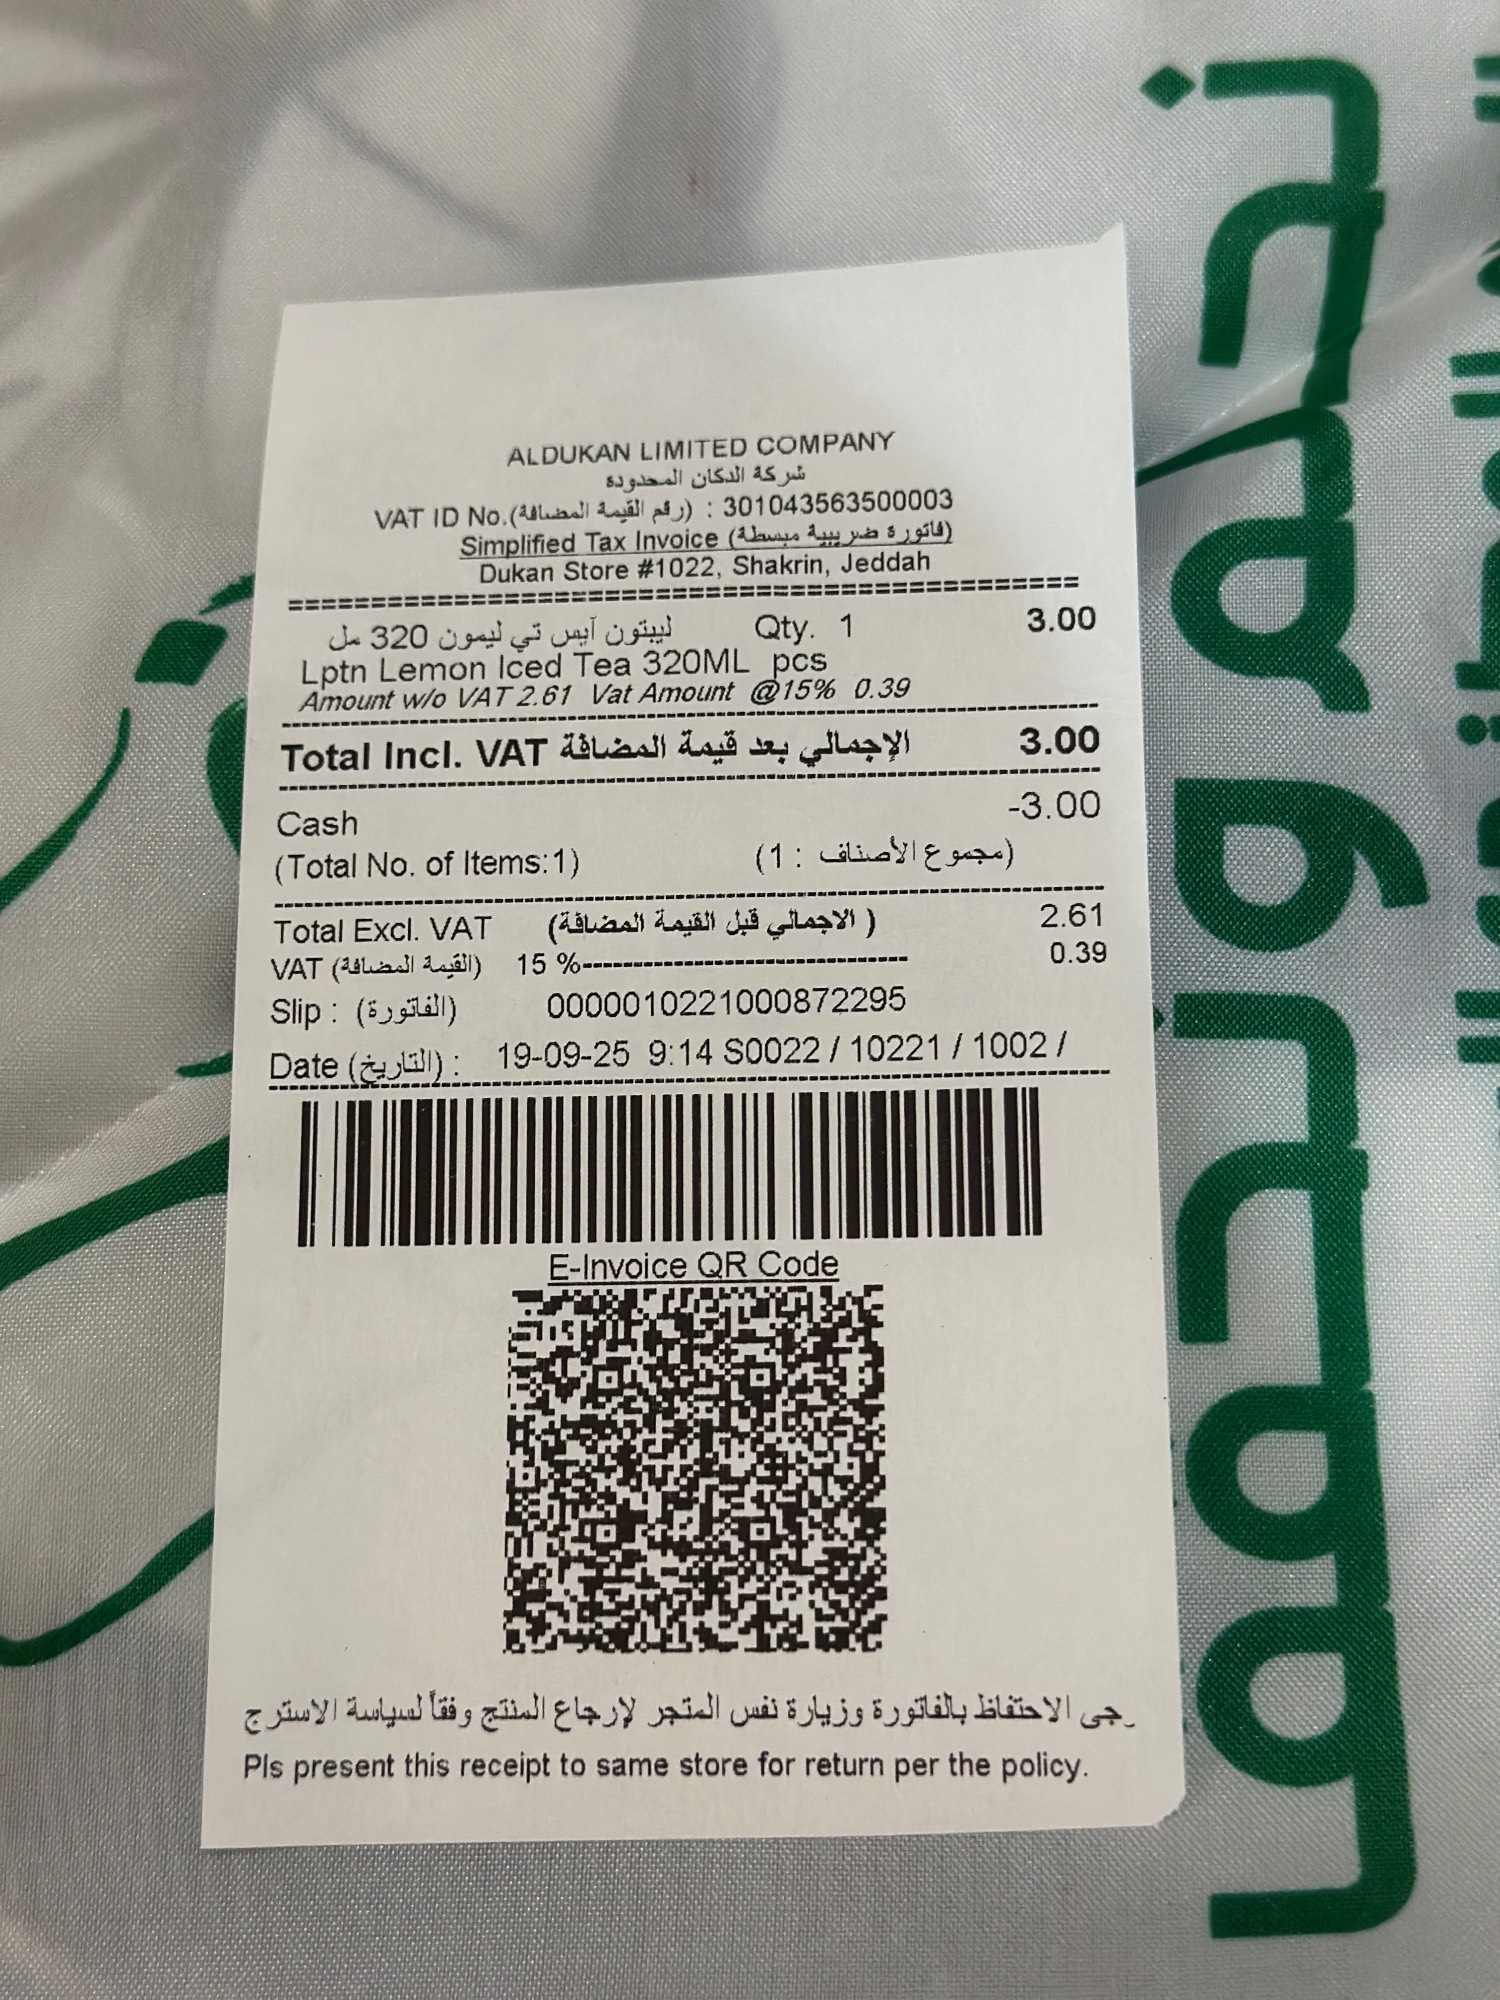 ALDUKAN LIMITED COMPANY
شركة الدكان المحدودة
VAT ID No.(رقم القيمة المضافة) : 301043563500003
Simplified Tax Invoice (فاتورة ضريبية مبسطة)
Dukan Store #1022, Shakrin, Jeddah
ليبتون آيس تي ليمون 320 مل Qty. 1 3.00
Lptn Lemon Iced Tea 320ML pcs
Amount w/o VAT 2.61 Vat Amount @15% 0.39
Total Incl. VAT الإجمالي بعد قيمة المضافة 3.00
Cash -3.00
(Total No. of Items:1) (مجموع الأصناف : 1)
Total Excl. VAT (الاجمالي قبل القيمة المضافة ) 2.61
VAT (القيمة المضافة) 15 %------------------------------ 0.39
Slip : (الفاتورة) 0000010221000872295
Date (التاريخ) : 19-09-25 9:14 S0022 / 10221 / 1002 /
E-Invoice QR Code
رجى الاحتفاظ بالفاتورة وزيارة نفس المتجر لإرجاع المنتج وفقاً لسياسة الاسترج
Pls present this receipt to same store for return per the policy.